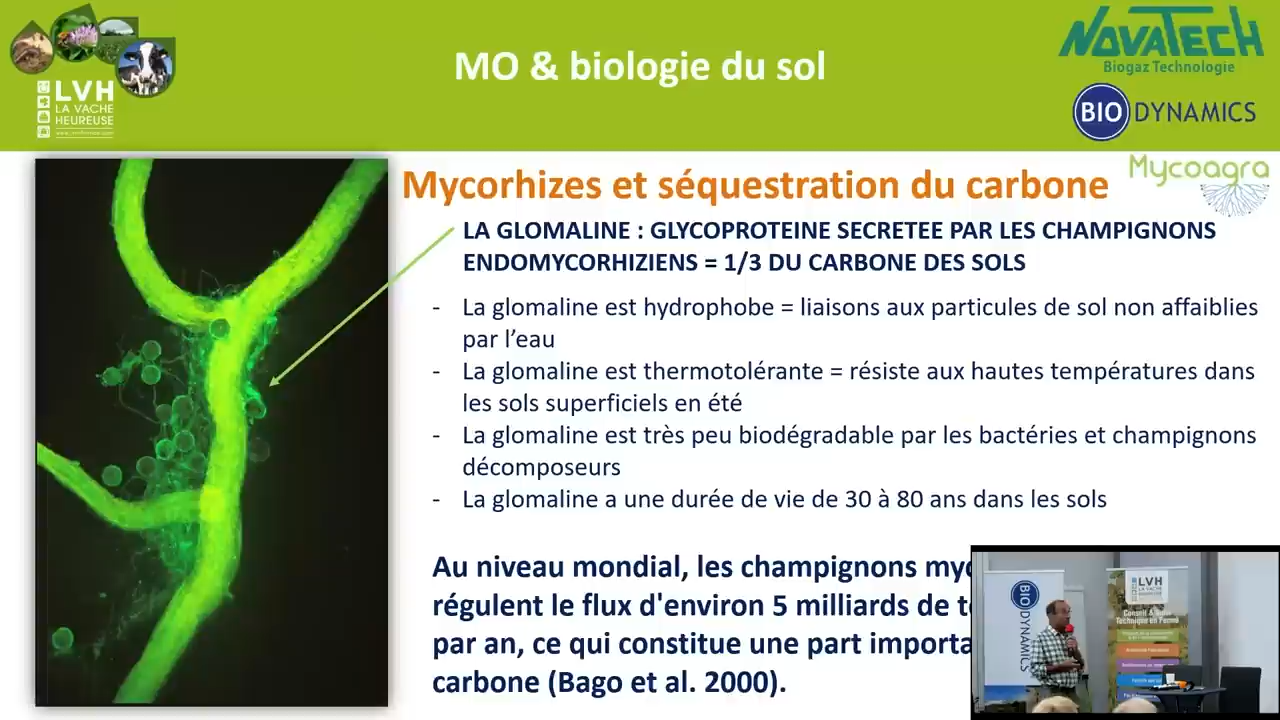 MO & biologie du sol
NOVATECH
Biogaz Technologie
BIO DYNAMICS
LVH
LA VACHE
HEUREUSE
Mycoagra
Mycorhizes et séquestration du carbone
LA GLOMALINE : GLYCOPROTEINE SECRETEE PAR LES CHAMPIGNONS
ENDOMYCORHIZIENS = 1/3 DU CARBONE DES SOLS
- La glomaline est hydrophobe = liaisons aux particules de sol non affaiblies
par l’eau
- La glomaline est thermotolérante = résiste aux hautes températures dans
les sols superficiels en été
- La glomaline est très peu biodégradable par les bactéries et champignons
décomposeurs
- La glomaline a une durée de vie de 30 à 80 ans dans les sols
Au niveau mondial, les champignons
régulent le flux d'environ 5 milliards de
par an, ce qui constitue une part
carbone (Bago et al. 2000).
BIO DYNAMICS
LVH